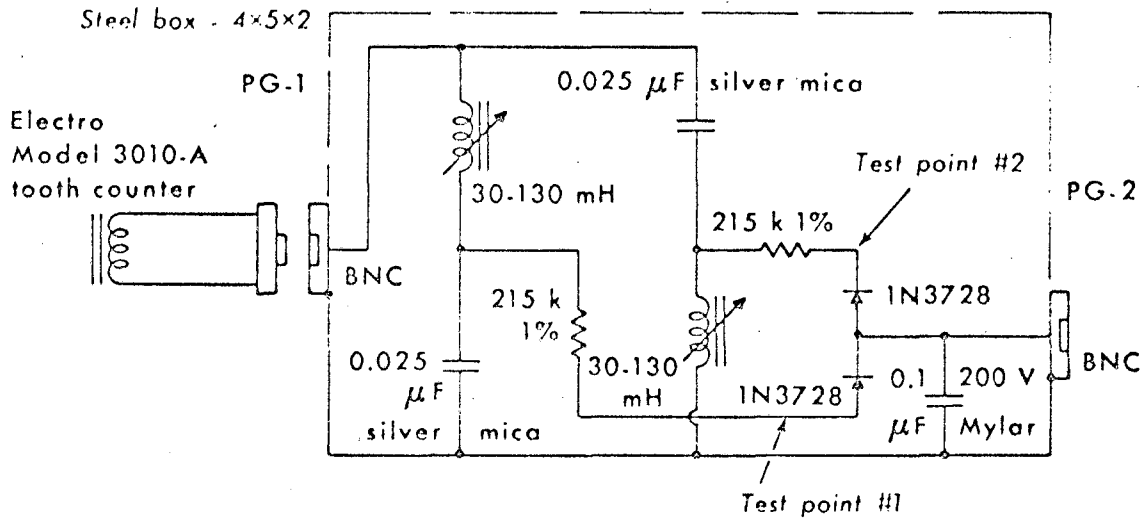 Steel box - 4×5×2
PG-1
0.025 µF silver mica
Electro
Model 3010-A
tooth counter
30-130 mH
Test point #2
PG-2
215 k 1%
BNC
215 k
1%
1N3728
0.025
µF
silver mica
30-130
mH
1N3728
0.1 200 V
µF Mylar
BNC
Test point #1